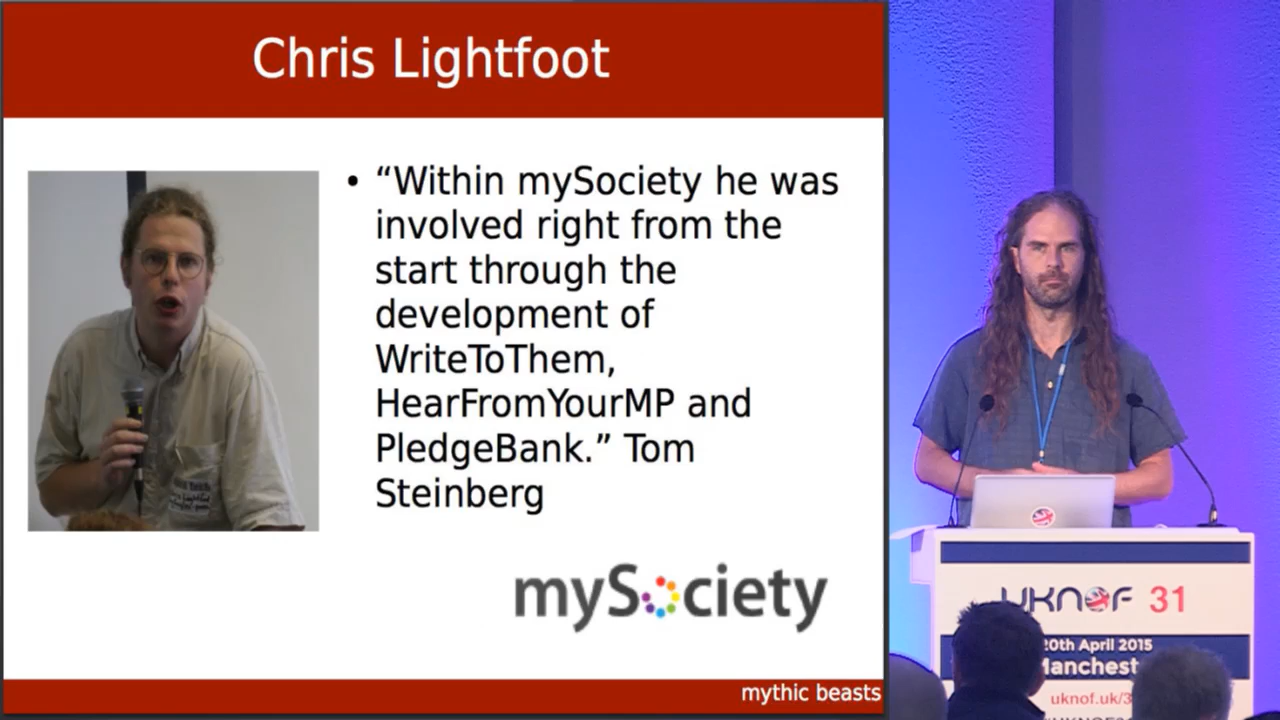 Chris Lightfoot
• “Within mySociety he was
involved right from the
start through the
development of
WriteToThem,
HearFromYourMP and
PledgeBank.” Tom
Steinberg
mySociety
mythic beasts
UKNOF 31
20th April 2015
Manchest
uknof.uk/3